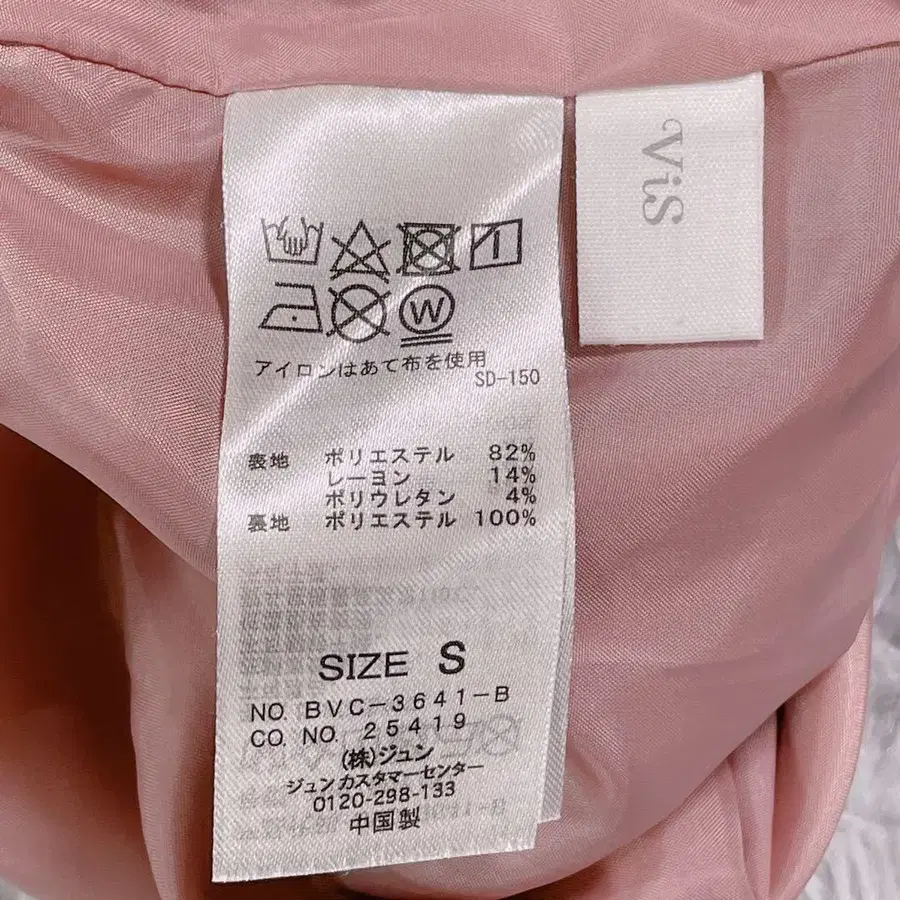 ViS
W
アイロンはあて布を使用
SD-150
表地 ポリエステル 82%
レーヨン 14%
ポリウレタン 4%
裏地 ポリエステル 100%
SIZE S
NO. BVC-3641-B
CO. NO. 25419
(株)ジュン
ジュンカスタマーセンター
0120-298-133
中国製